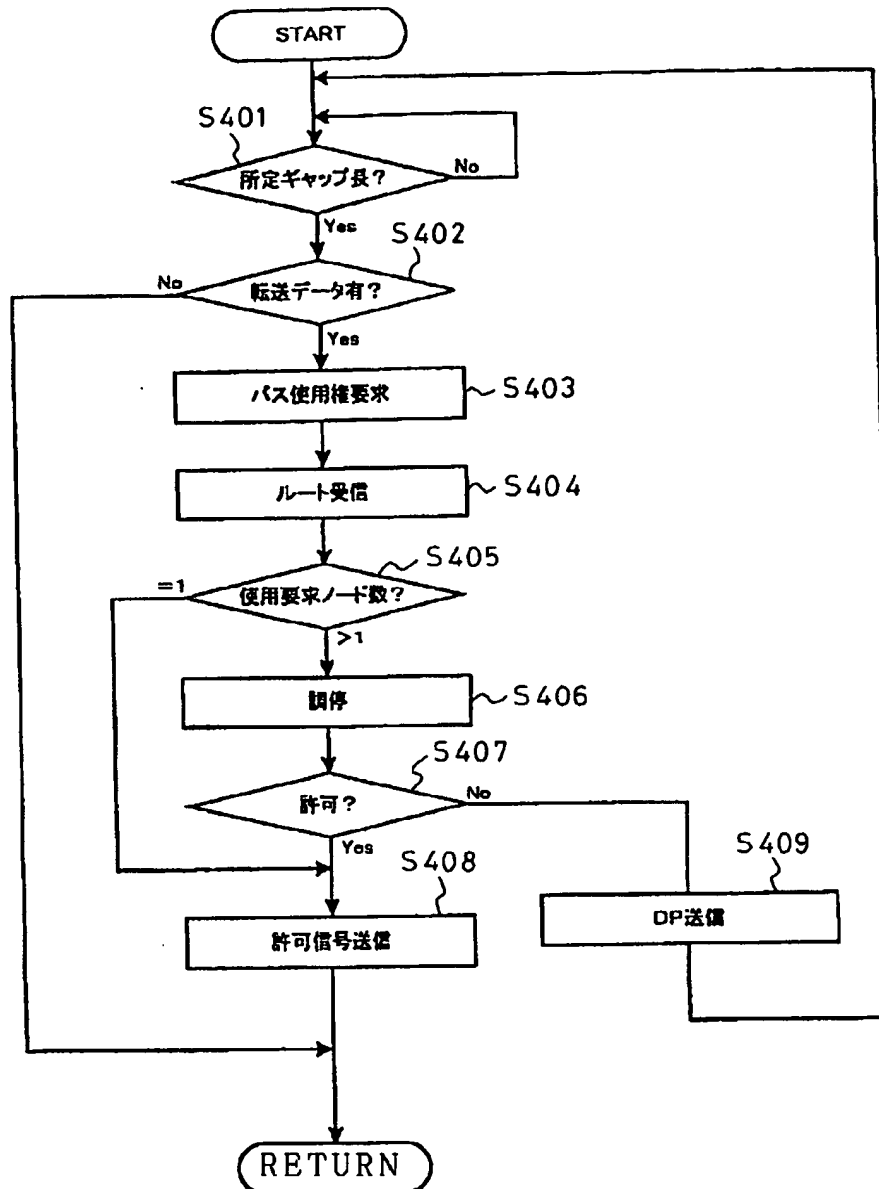 START
S401
所定ギャップ長?
No
Yes
S402
転送データ有?
No
Yes
バス使用権要求
S403
ルート受信
S404
S405
使用要求ノード数?
=1
>1
調停
S406
S407
許可?
No
Yes
S408
許可信号送信
S409
DP送信
RETURN